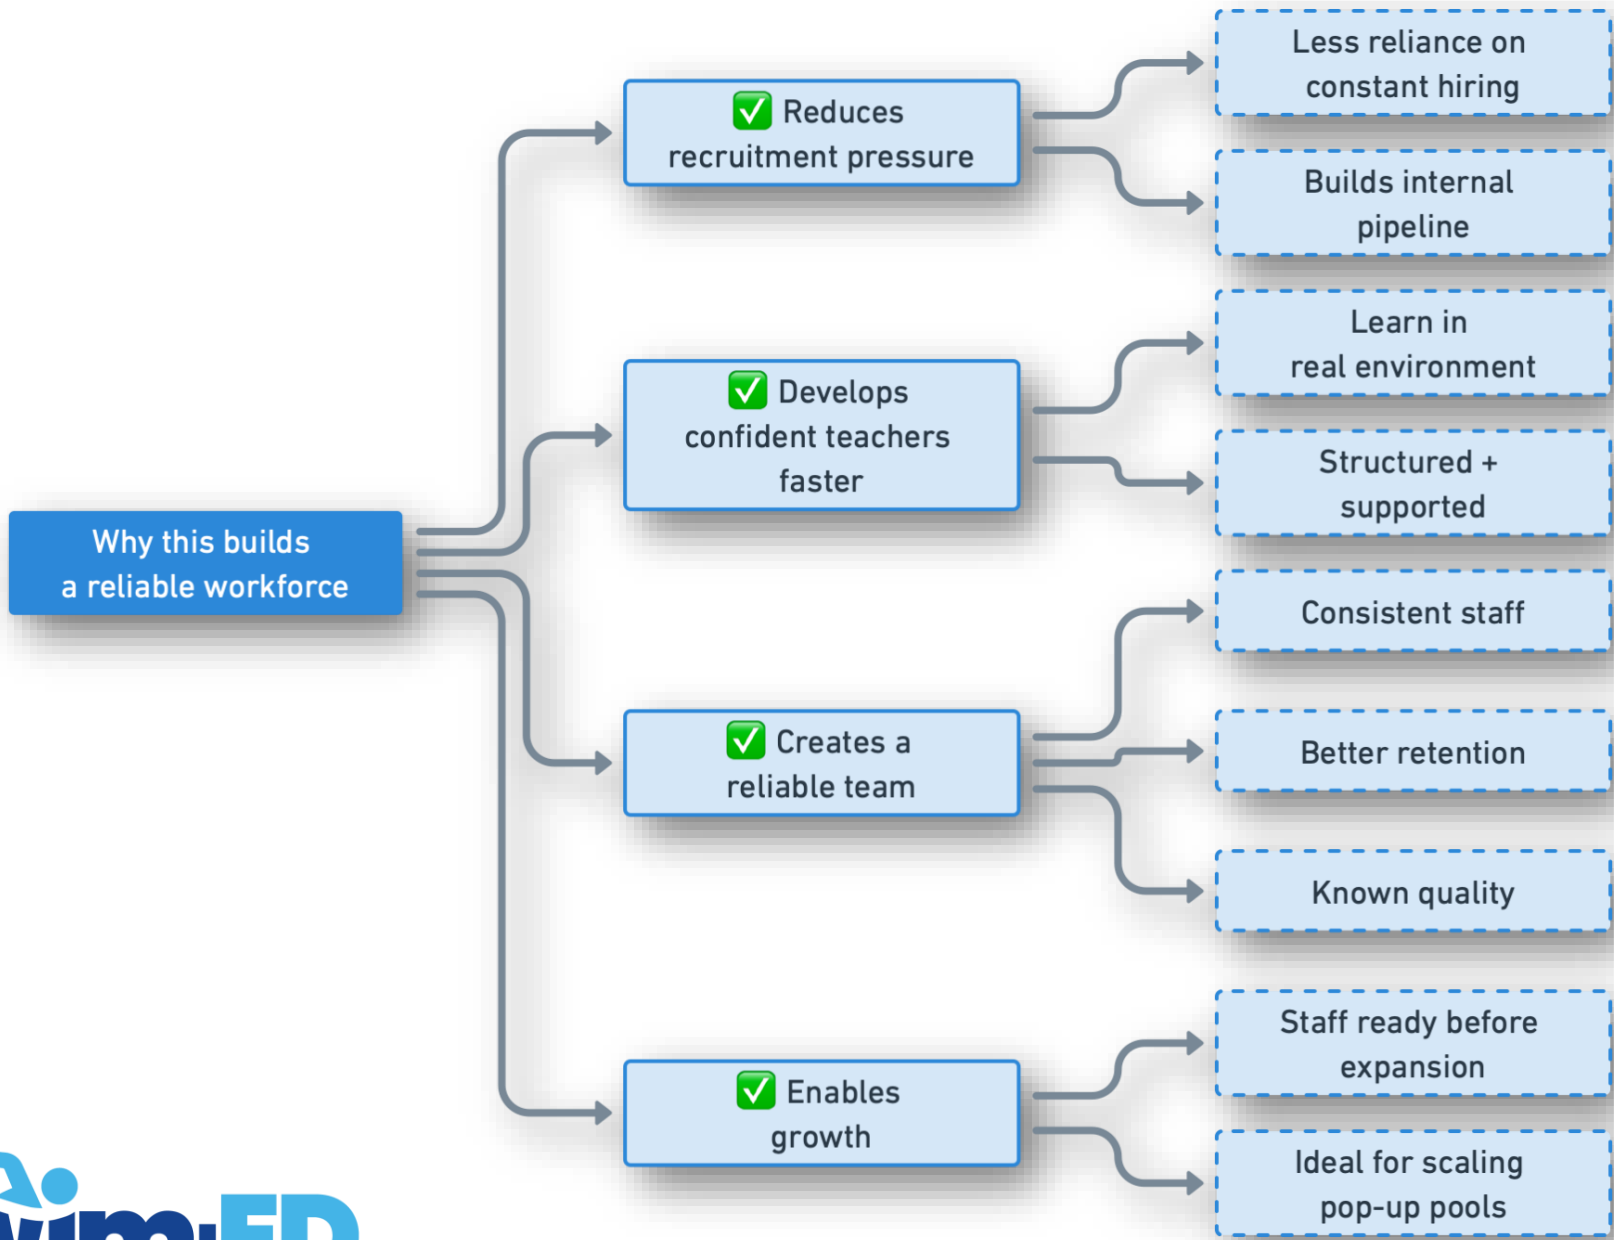 Why this builds
a reliable workforce
✅ Reduces
recruitment pressure
Less reliance on
constant hiring
Builds internal
pipeline
✅ Develops
confident teachers
faster
Learn in
real environment
Structured +
supported
✅ Creates a
reliable team
Consistent staff
Better retention
Known quality
✅ Enables
growth
Staff ready before
expansion
Ideal for scaling
pop-up pools